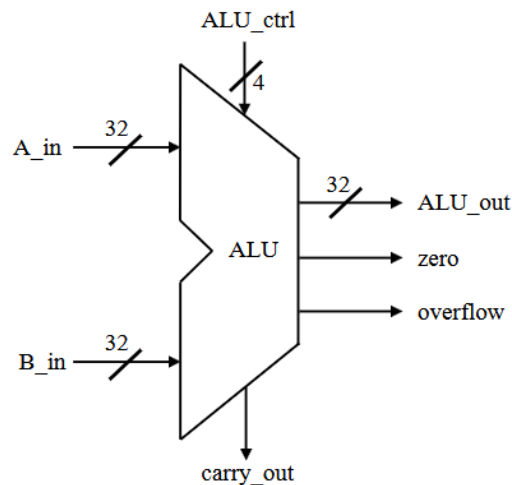 ALU_ctrl
4
32
A_in
32
ALU_out
ALU
zero
overflow
32
B_in
carry_out